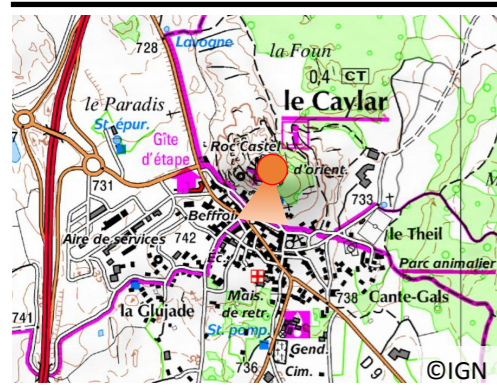 728
Lavogne
la Foun
0,4 CT
le Paradis
le Caylar
St. épur.
Gîte
d'étape
Roc Castel
d'orient.
731
733
Beffroi
Aire de services
742
le Theil
Parc animalier
Mais.
de retr.
738
Cante-Gals
la Glujade
741
St. pomp.
Gend.
Cim.
736
D 9
©IGN